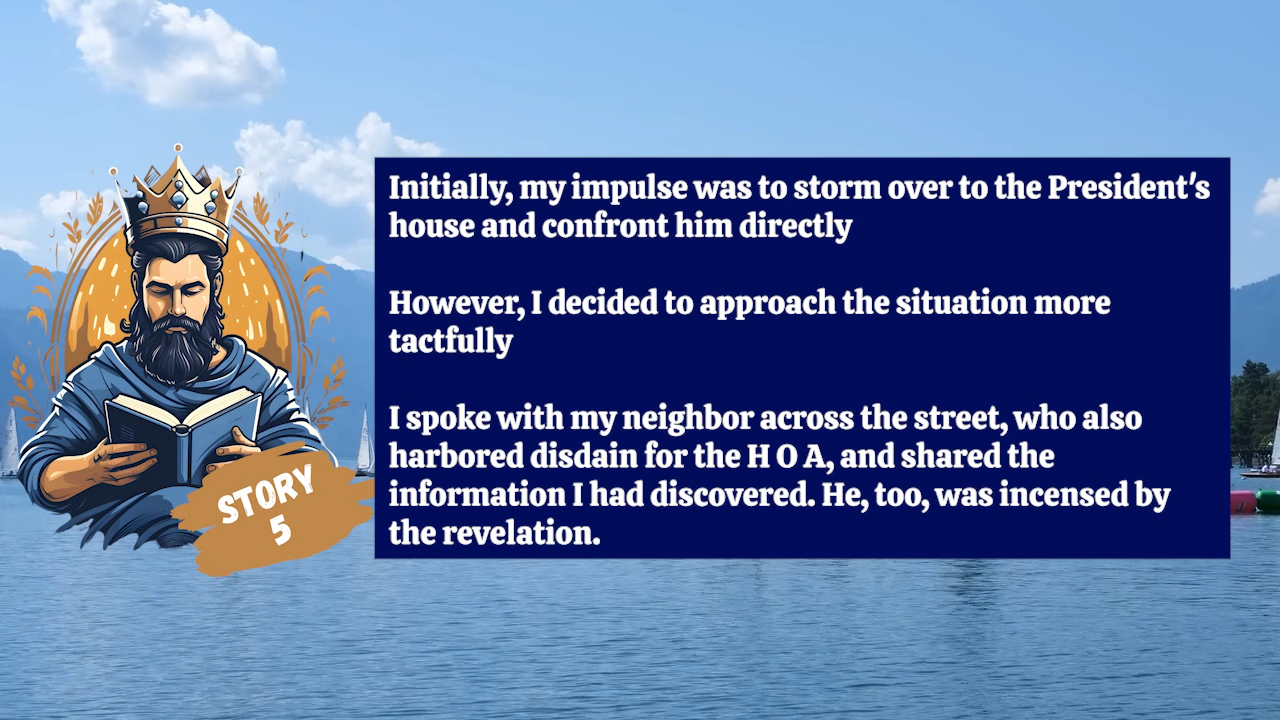 Initially, my impulse was to storm over to the President's
house and confront him directly
However, I decided to approach the situation more
tactfully
I spoke with my neighbor across the street, who also
harbored disdain for the H O A, and shared the
information I had discovered. He, too, was incensed by
the revelation.
STORY
5